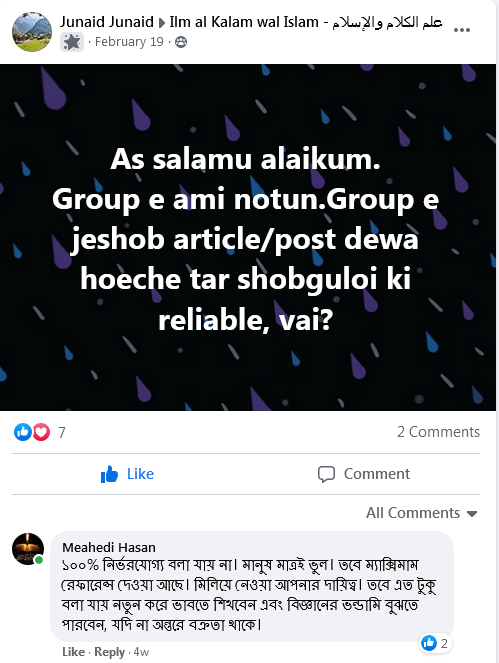 Junaid Junaid ▸ Ilm al Kalam wal Islam - علم الكلام والإسلام
· February 19 ·
As salamu alaikum.
Group e ami notun.Group e
jeshob article/post dewa
hoeche tar shobguloi ki
reliable, vai?
7
2 Comments
Like
Comment
All Comments
Meahedi Hasan
১০০% নির্ভরযোগ্য বলা যায় না। মানুষ মাত্রই ভুল। তবে ম্যাক্সিমাম
রেফারেন্স দেওয়া আছে। মিলিয়ে নেওয়া আপনার দায়িত্ব। তবে এত টুকু
বলা যায় নতুন করে ভাবতে শিখবেন এবং বিজ্ঞানের ভন্ডামি বুঝতে
পারবেন, যদি না অন্তরে বক্রতা থাকে।
2
Like · Reply · 4w